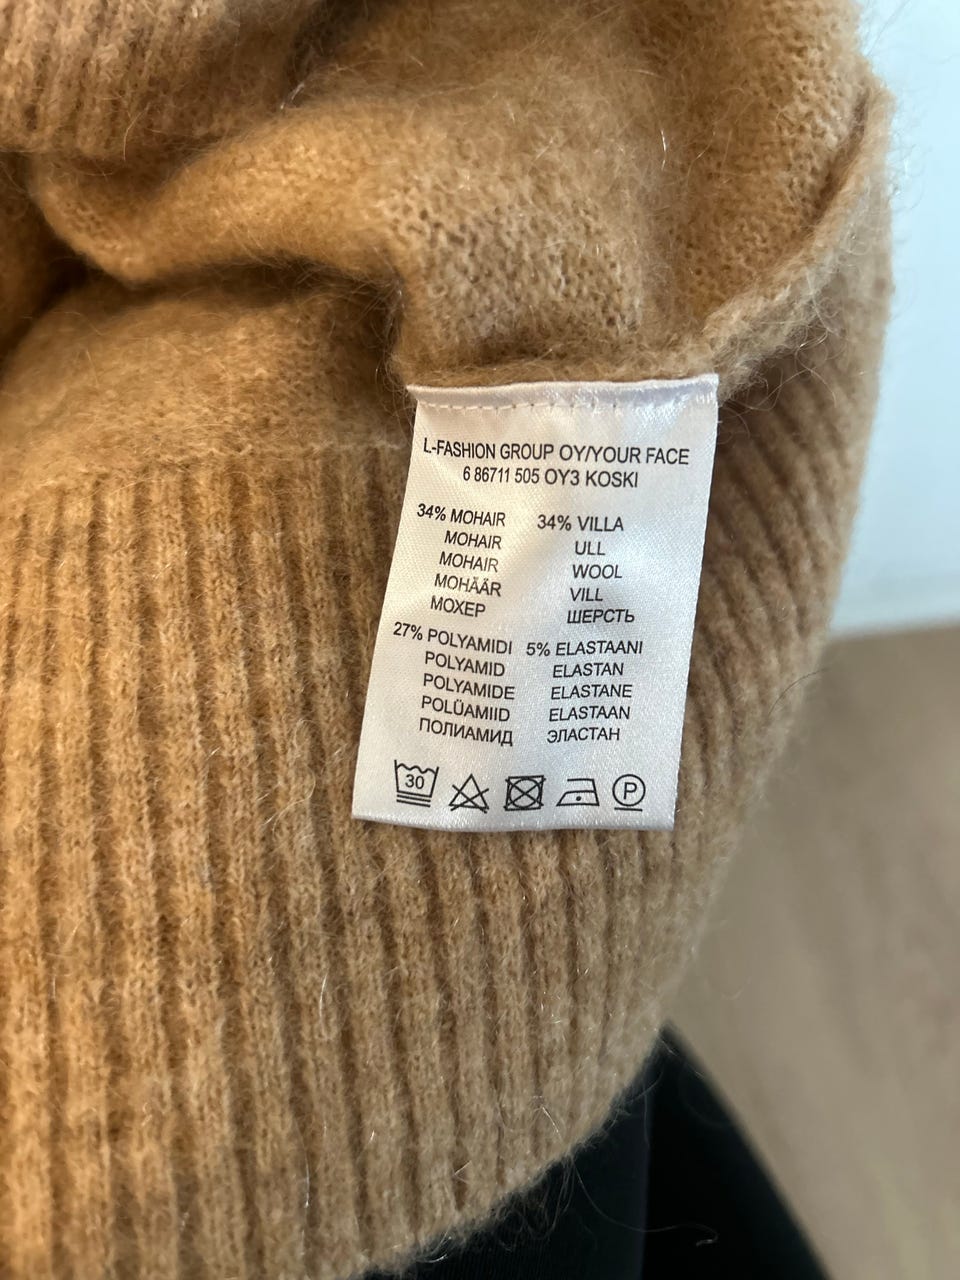 L-FASHION GROUP OY/YOUR FACE
6 86711 505 OY3 KOSKI
34% MOHAIR
MOHAIR
MOHAIR
MOHÄÄR
МОХЕР
34% VILLA
ULL
WOOL
VILL
ШЕРСТЬ
27% POLYAMIDI
POLYAMID
POLYAMIDE
POLÜAMIID
ПОЛИАМИД
5% ELASTAANI
ELASTAN
ELASTANE
ELASTAAN
ЭЛАСТАН
30
P